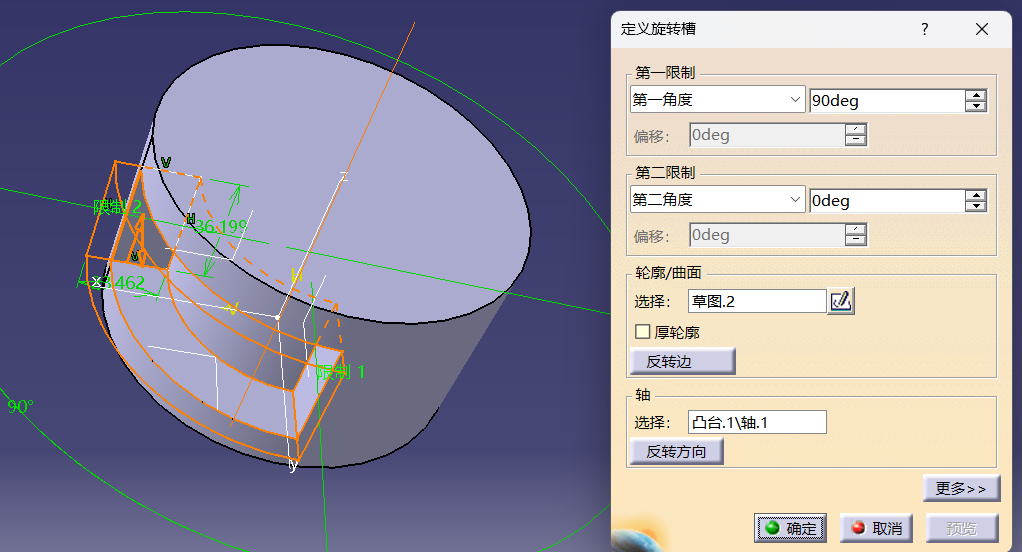 定义旋转槽
?
第一限制
第一角度
90deg
偏移:
0deg
第二限制
第二角度
0deg
偏移:
0deg
轮廓/曲面
选择:
草图.2
厚轮廓
反转边
轴
选择:
凸台.1\轴.1
反转方向
更多>>
确定
取消
预览
V
限制 2
H
36.199
V
x
H
V
z
限制 1
90°
y